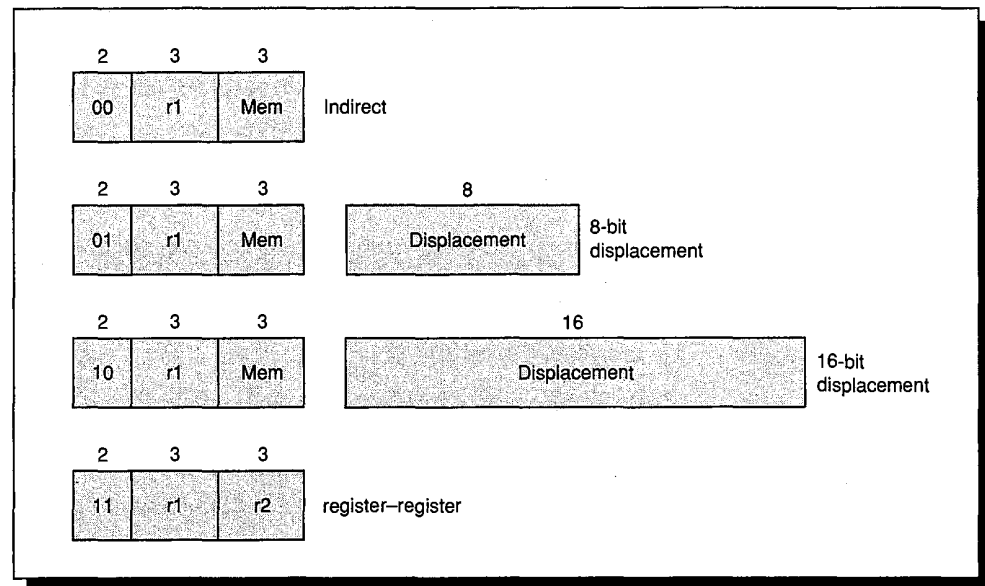 2 3 3
00 r1 Mem Indirect
2 3 3 8
01 r1 Mem Displacement 8-bit
displacement
2 3 3 16
10 r1 Mem Displacement 16-bit
displacement
2 3 3
11 r1 r2 register–register